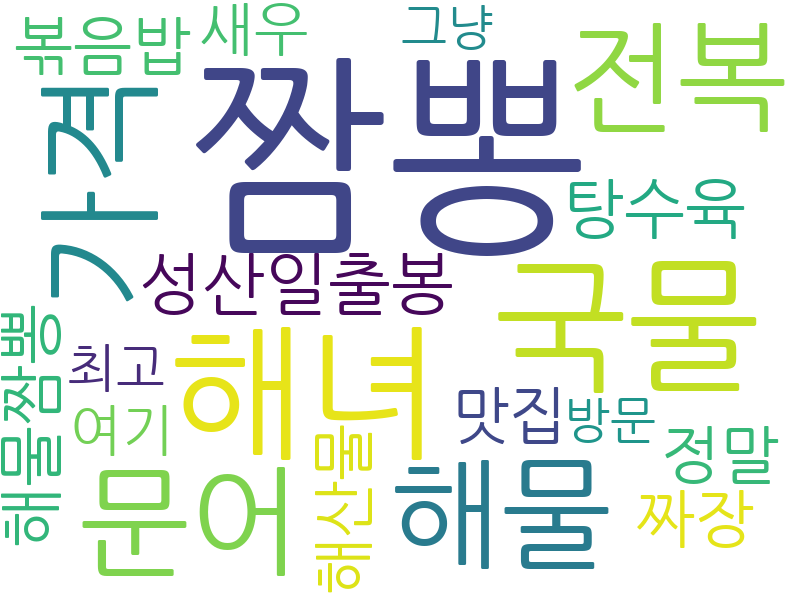 볶음밥
새우
그냥
전복
가격
짬뽕
탕수육
성산일출봉
국물
해물짬뽕
최고
해녀
여기
맛집
방문
정말
문어
해산물
해물
짜장